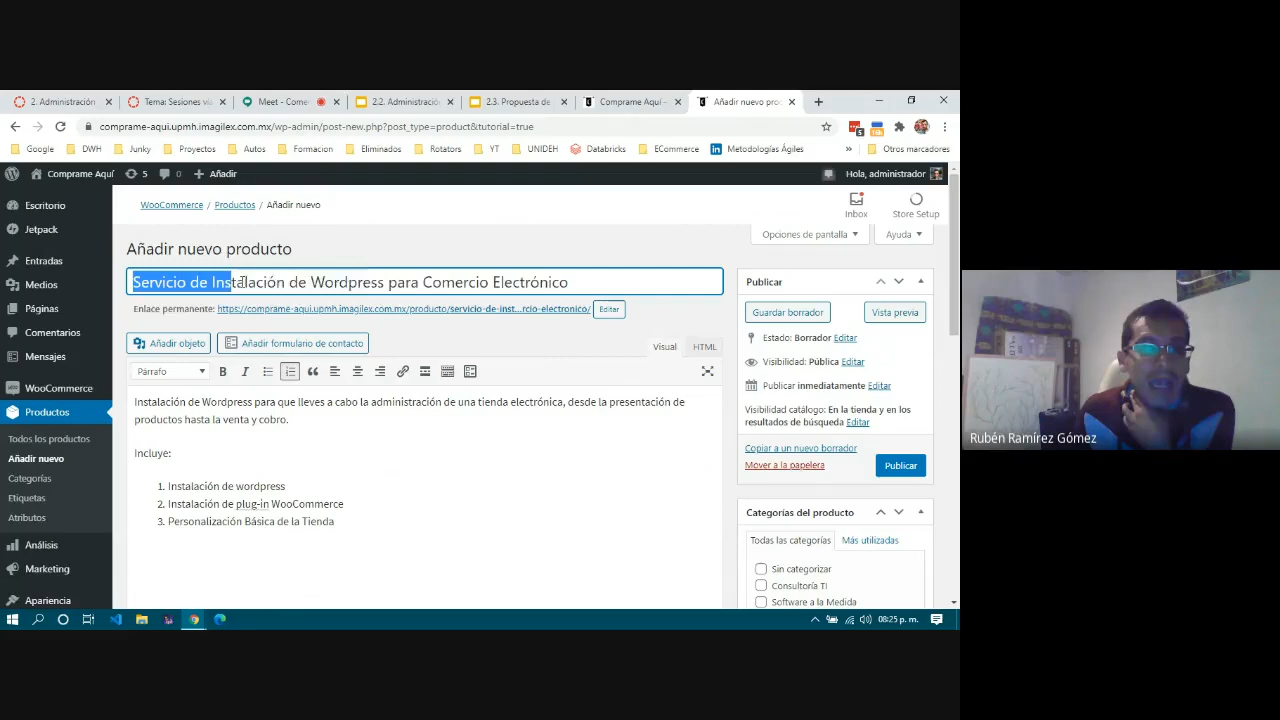 2. Administración
Tema: Sesiones vía
Meet - Come
2.2. Administració
2.3. Propuesta de
Comprame Aquí –
Añadir nuevo pro
comprame-aqui.upmh.imagilex.com.mx/wp-admin/post-new.php?post_type=product&tutorial=true
Google
DWH
Junky
Proyectos
Autos
Formacion
Eliminados
Rotators
YT
UNIDEH
Databricks
ECommerce
Metodologías Ágiles
»
Otros marcadores
Comprame Aquí
5
0
Añadir
Hola, administrador
WooCommerce / Productos / Añadir nuevo
Inbox
Store Setup
Opciones de pantalla
Ayuda
Escritorio
Jetpack
Entradas
Medios
Páginas
Comentarios
Mensajes
WooCommerce
Productos
Todos los productos
Añadir nuevo
Categorías
Etiquetas
Atributos
Análisis
Marketing
Apariencia
Añadir nuevo producto
Servicio de Instalación de Wordpress para Comercio Electrónico
Enlace permanente: https://comprame-aqui.upmh.imagilex.com.mx/producto/servicio-de-inst…rcio-electronico/ Editar
Añadir objeto
Añadir formulario de contacto
Visual
HTML
Párrafo
B
I
Instalación de Wordpress para que lleves a cabo la administración de una tienda electrónica, desde la presentación de
productos hasta la venta y cobro.
Incluye:
1. Instalación de wordpress
2. Instalación de plug-in WooCommerce
3. Personalización Básica de la Tienda
Publicar
Guardar borrador
Vista previa
Estado: Borrador Editar
Visibilidad: Pública Editar
Publicar inmediatamente Editar
Visibilidad catálogo: En la tienda y en los
resultados de búsqueda Editar
Copiar a un nuevo borrador
Mover a la papelera
Publicar
Categorías del producto
Todas las categorías
Más utilizadas
Sin categorizar
Consultoría TI
Software a la Medida
08:25 p. m.
Rubén Ramírez Gómez